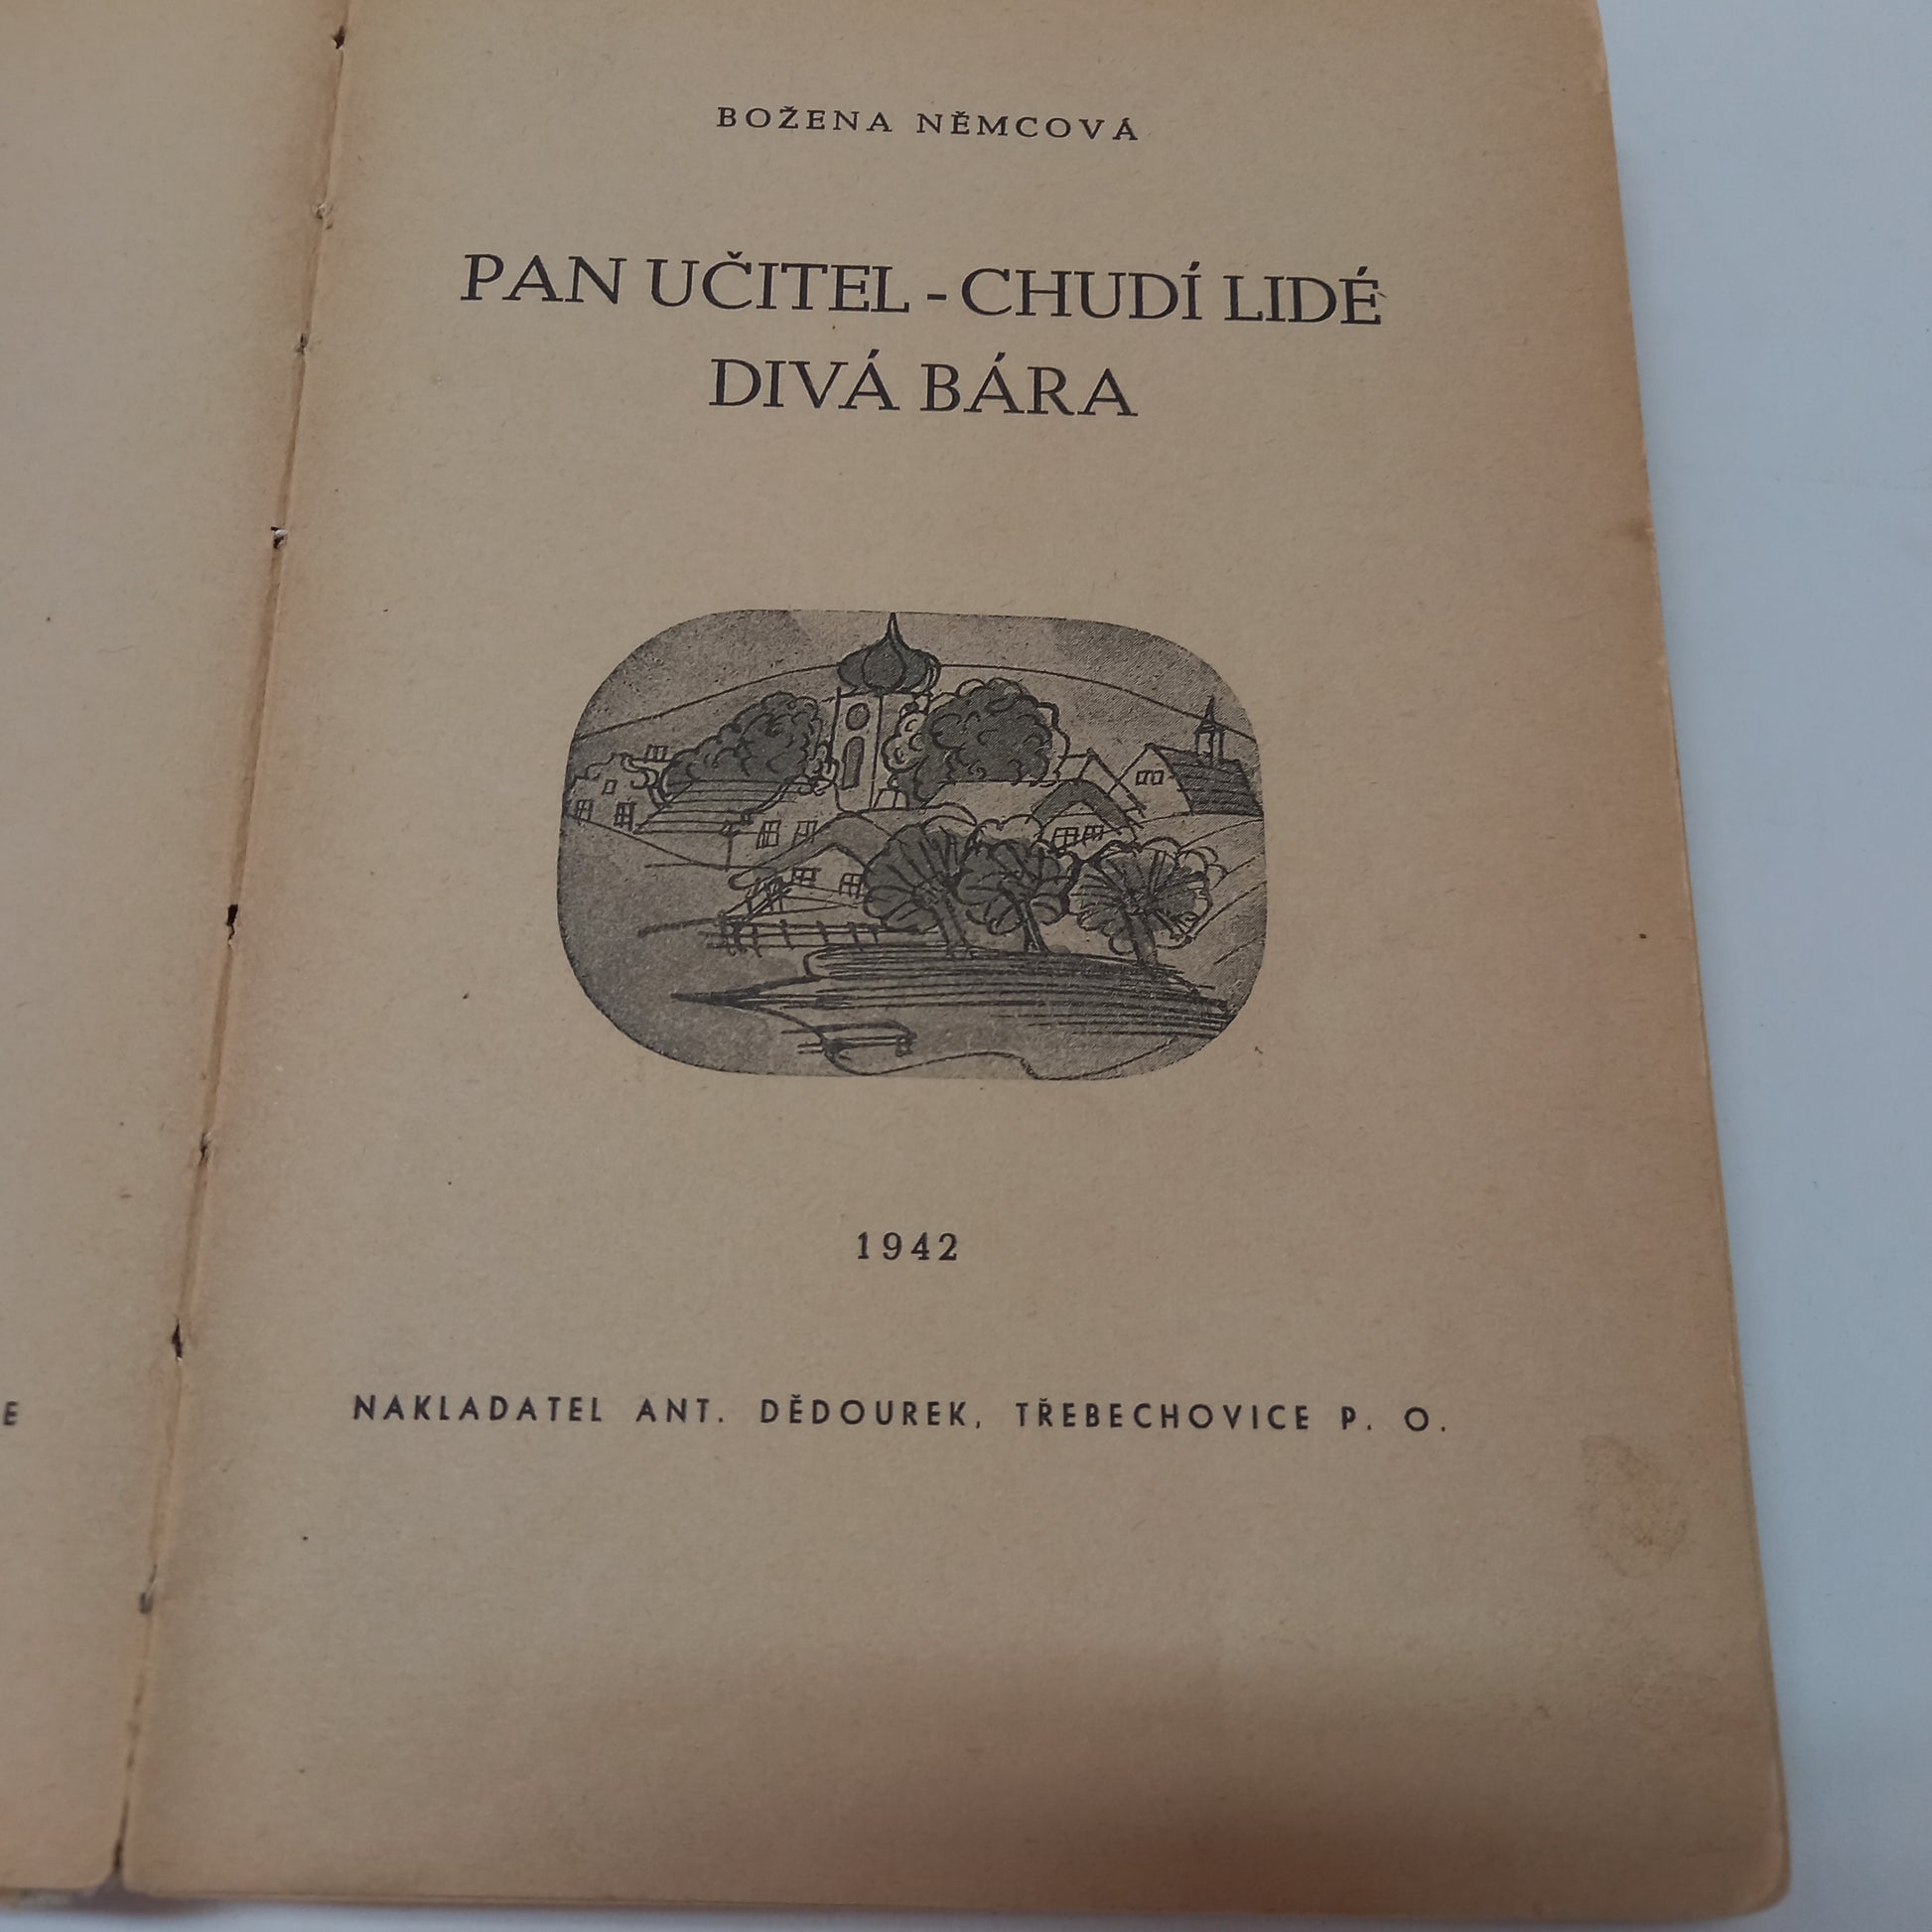 BOŽENA NĚMCOVÁ
PAN UČITEL - CHUDÍ LIDÉ
DIVÁ BÁRA
1942
NAKLADATEL ANT. DĚDOUREK, TŘEBECHOVICE P. O.